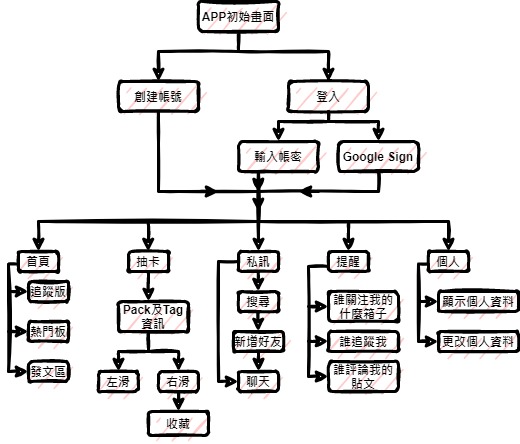 APP初始畫面
創建帳號
登入
輸入帳密
Google Sign
首頁
抽卡
私訊
提醒
個人
追蹤版
熱門板
發文區
Pack及Tag
資訊
左滑
右滑
收藏
搜尋
新增好友
聊天
誰關注我的
什麼箱子
誰追蹤我
誰評論我的
貼文
顯示個人資料
更改個人資料